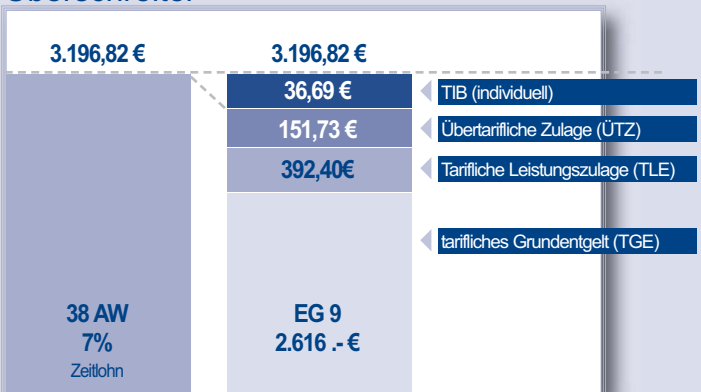 Überschreiter
3.196,82 €
3.196,82 €
36,69 €
TIB (individuell)
151,73 €
Übertarifliche Zulage (ÜTZ)
392,40€
Tarifliche Leistungszulage (TLE)
tarifliches Grundentgelt (TGE)
38 AW
7%
Zeitlohn
EG 9
2.616 .- €